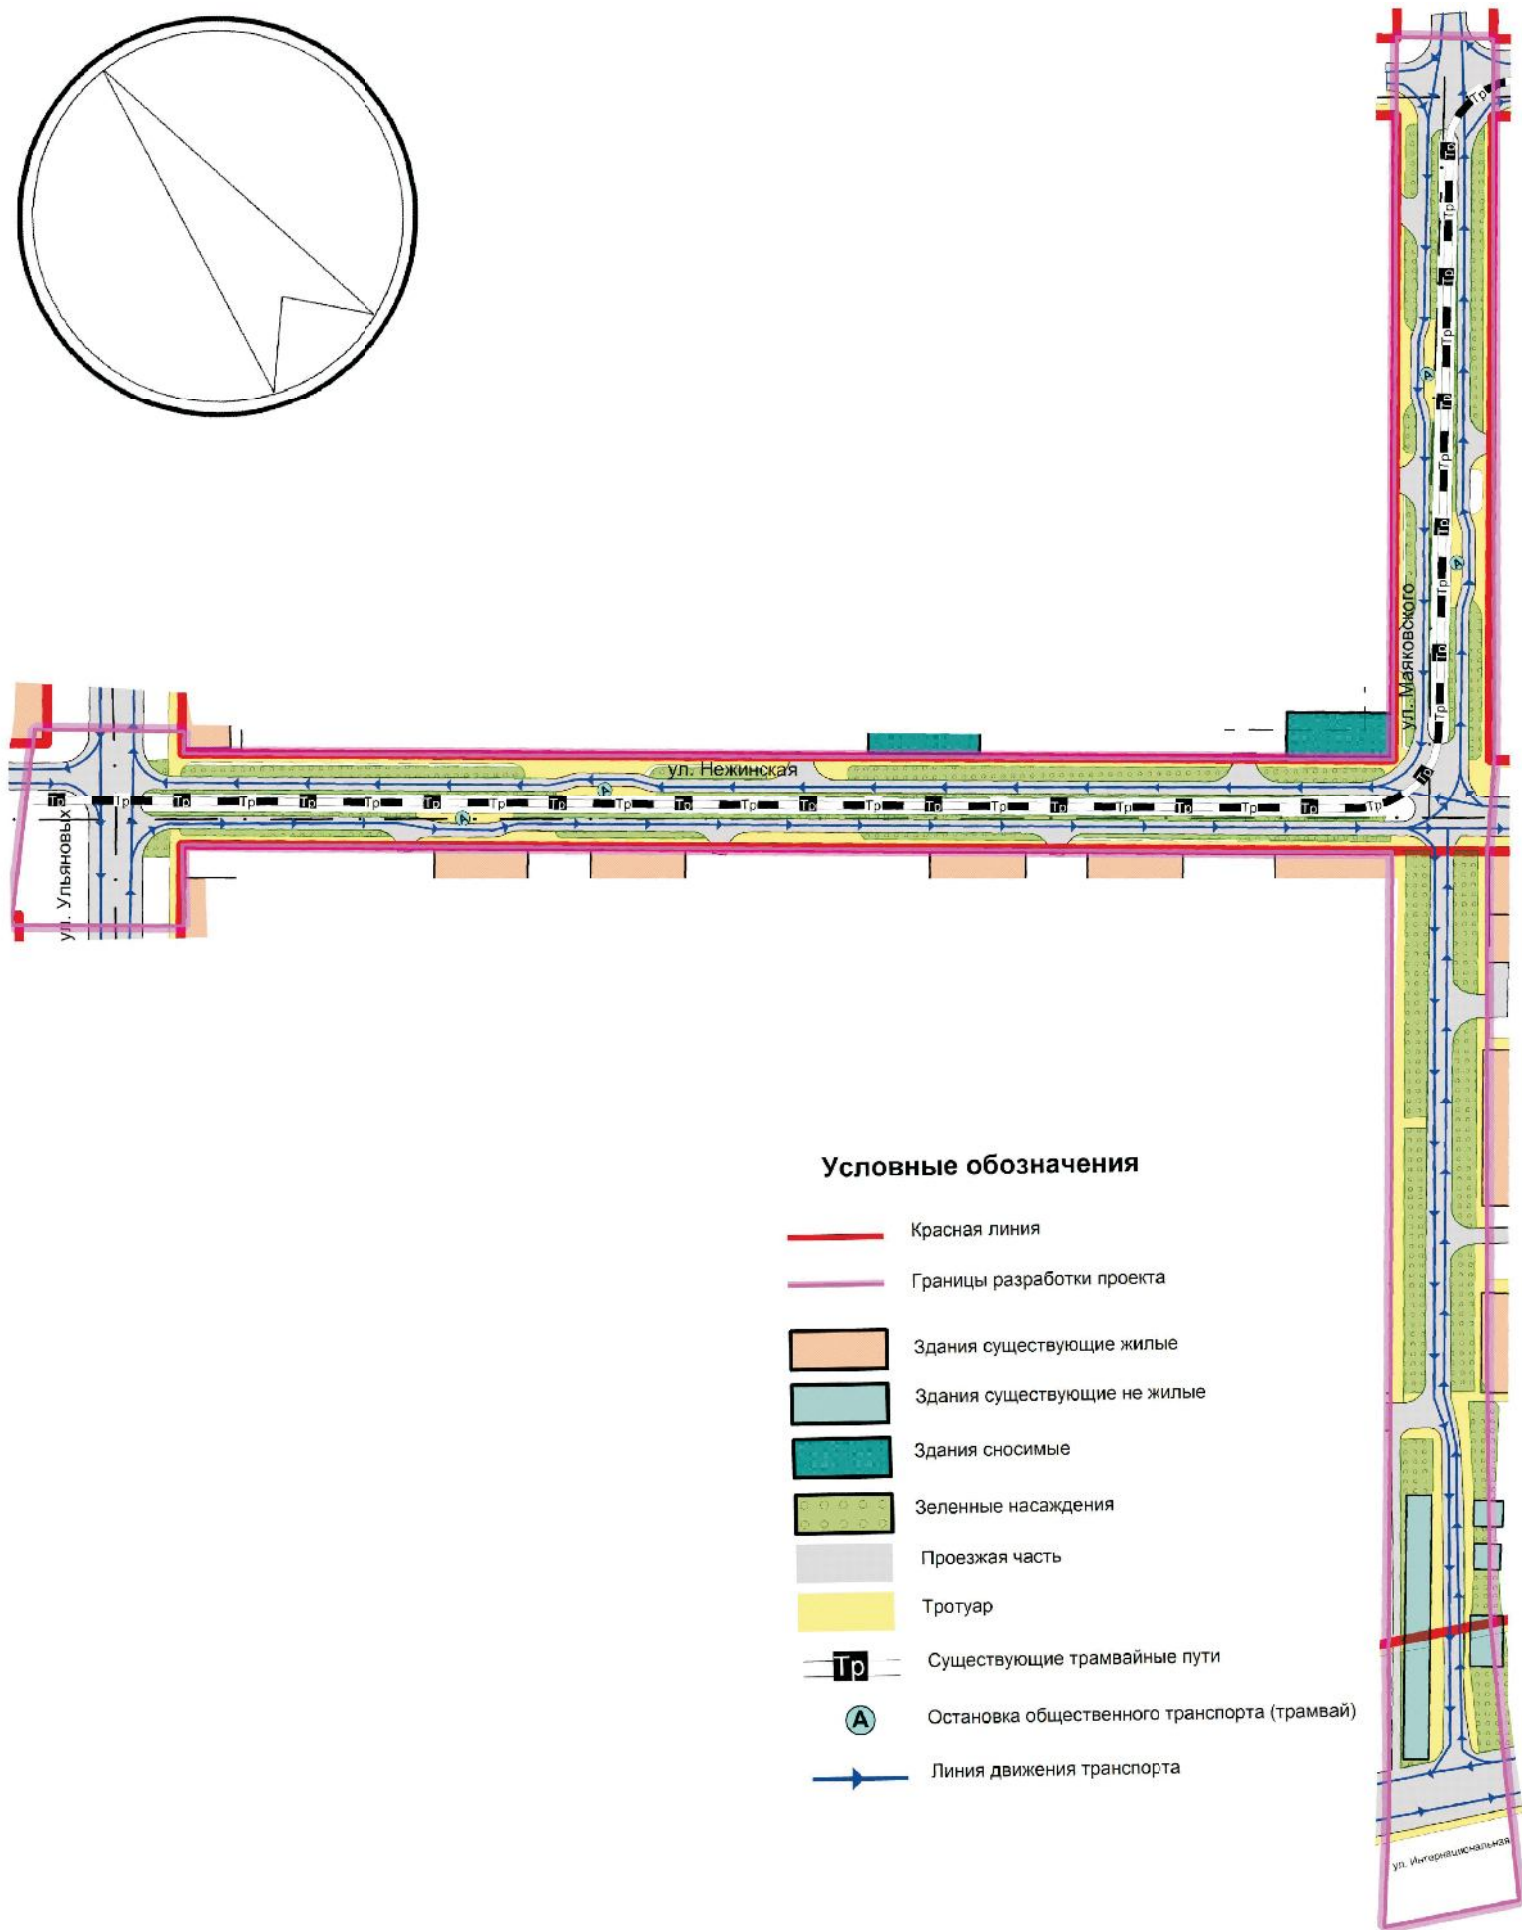 ул. Маяковского
ул. Нежинская
ул. Ульяновых
Тр
А
Условные обозначения
Красная линия
Границы разработки проекта
Здания существующие жилые
Здания существующие не жилые
Здания сносимые
Зеленные насаждения
Проезжая часть
Тротуар
Тр
Существующие трамвайные пути
А
Остановка общественного транспорта (трамвай)
Линия движения транспорта
ул. Интернациональная